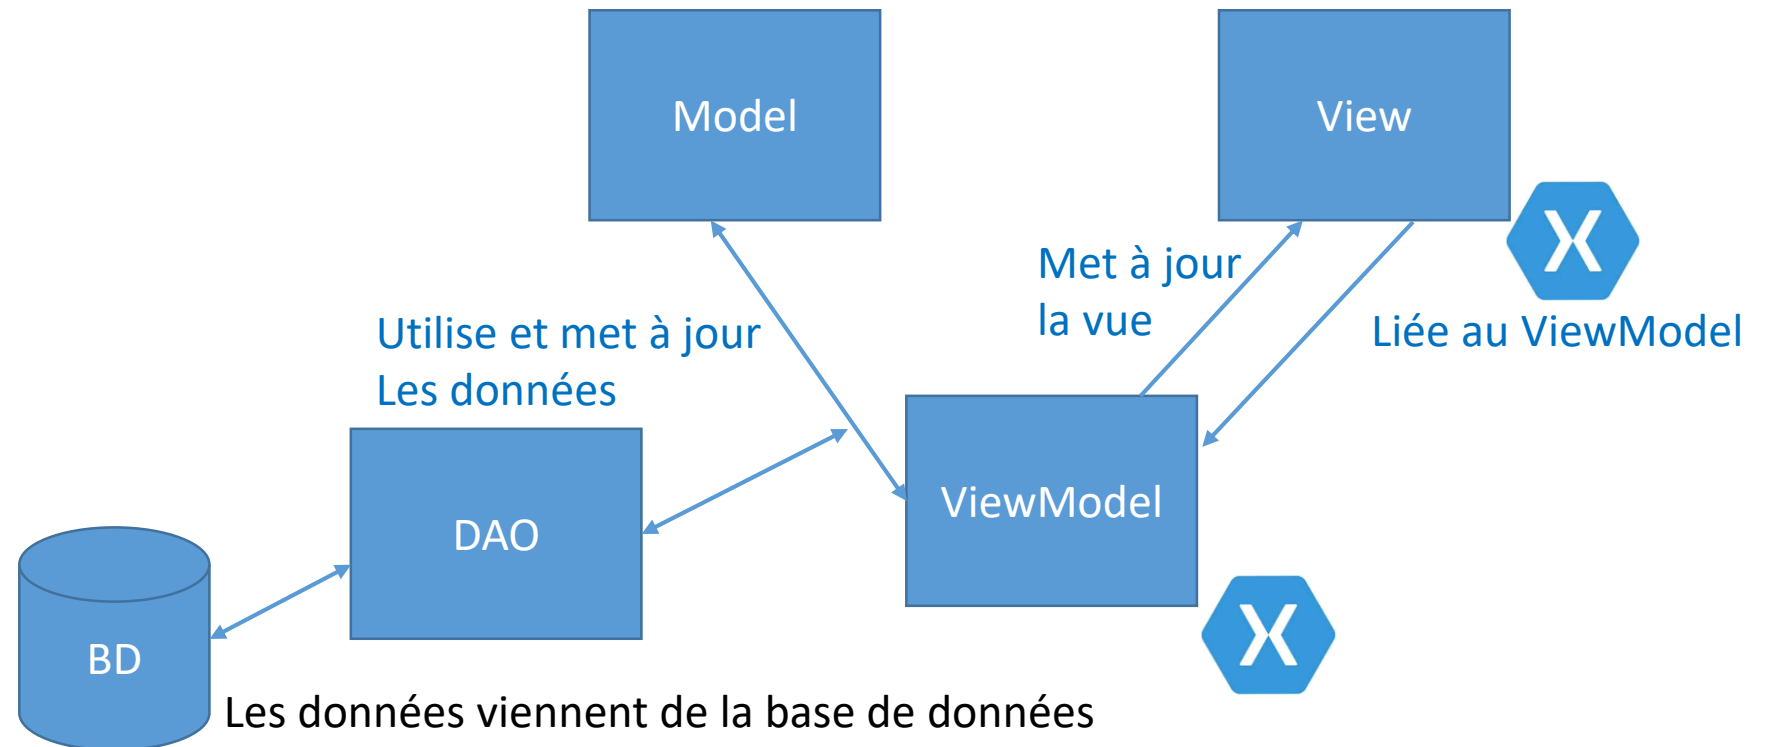 Model
View
Met à jour
la vue
Utilise et met à jour
Les données
Liée au ViewModel
ViewModel
DAO
BD
Les données viennent de la base de données